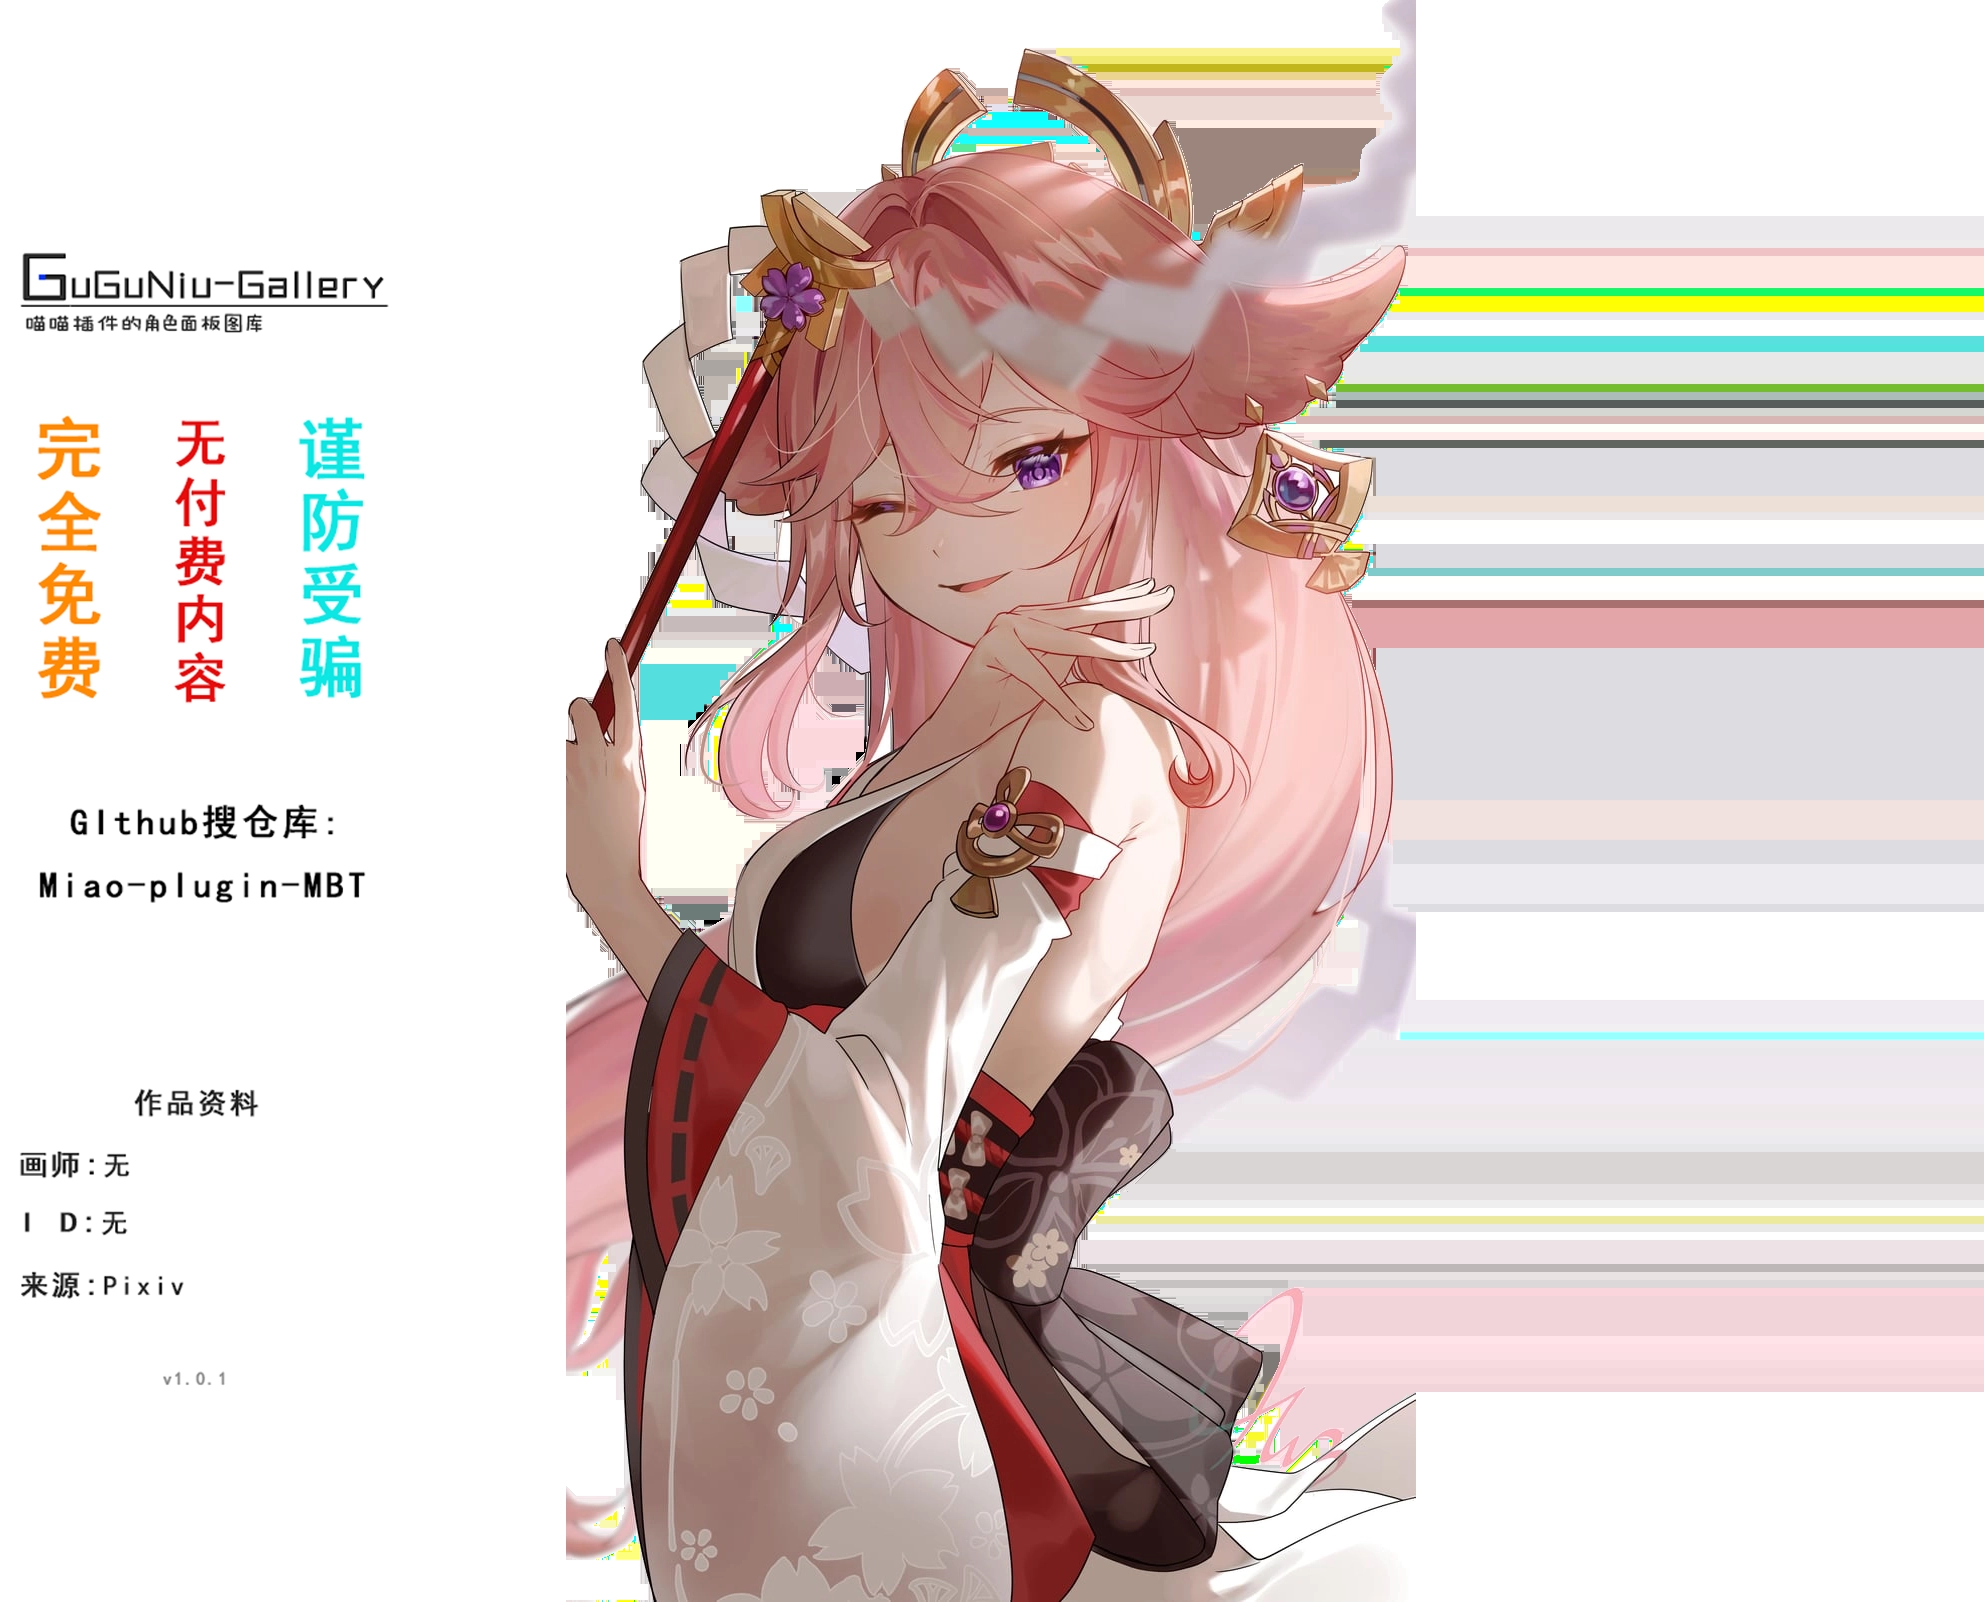 GuGuNiu-Gallery
喵喵插件的角色面板图库
完全免费
无付费内容
谨防受骗
GIthub搜仓库:
Miao-plugin-MBT
作品资料
画师:无
I D:无
来源:Pixiv
v1.0.1